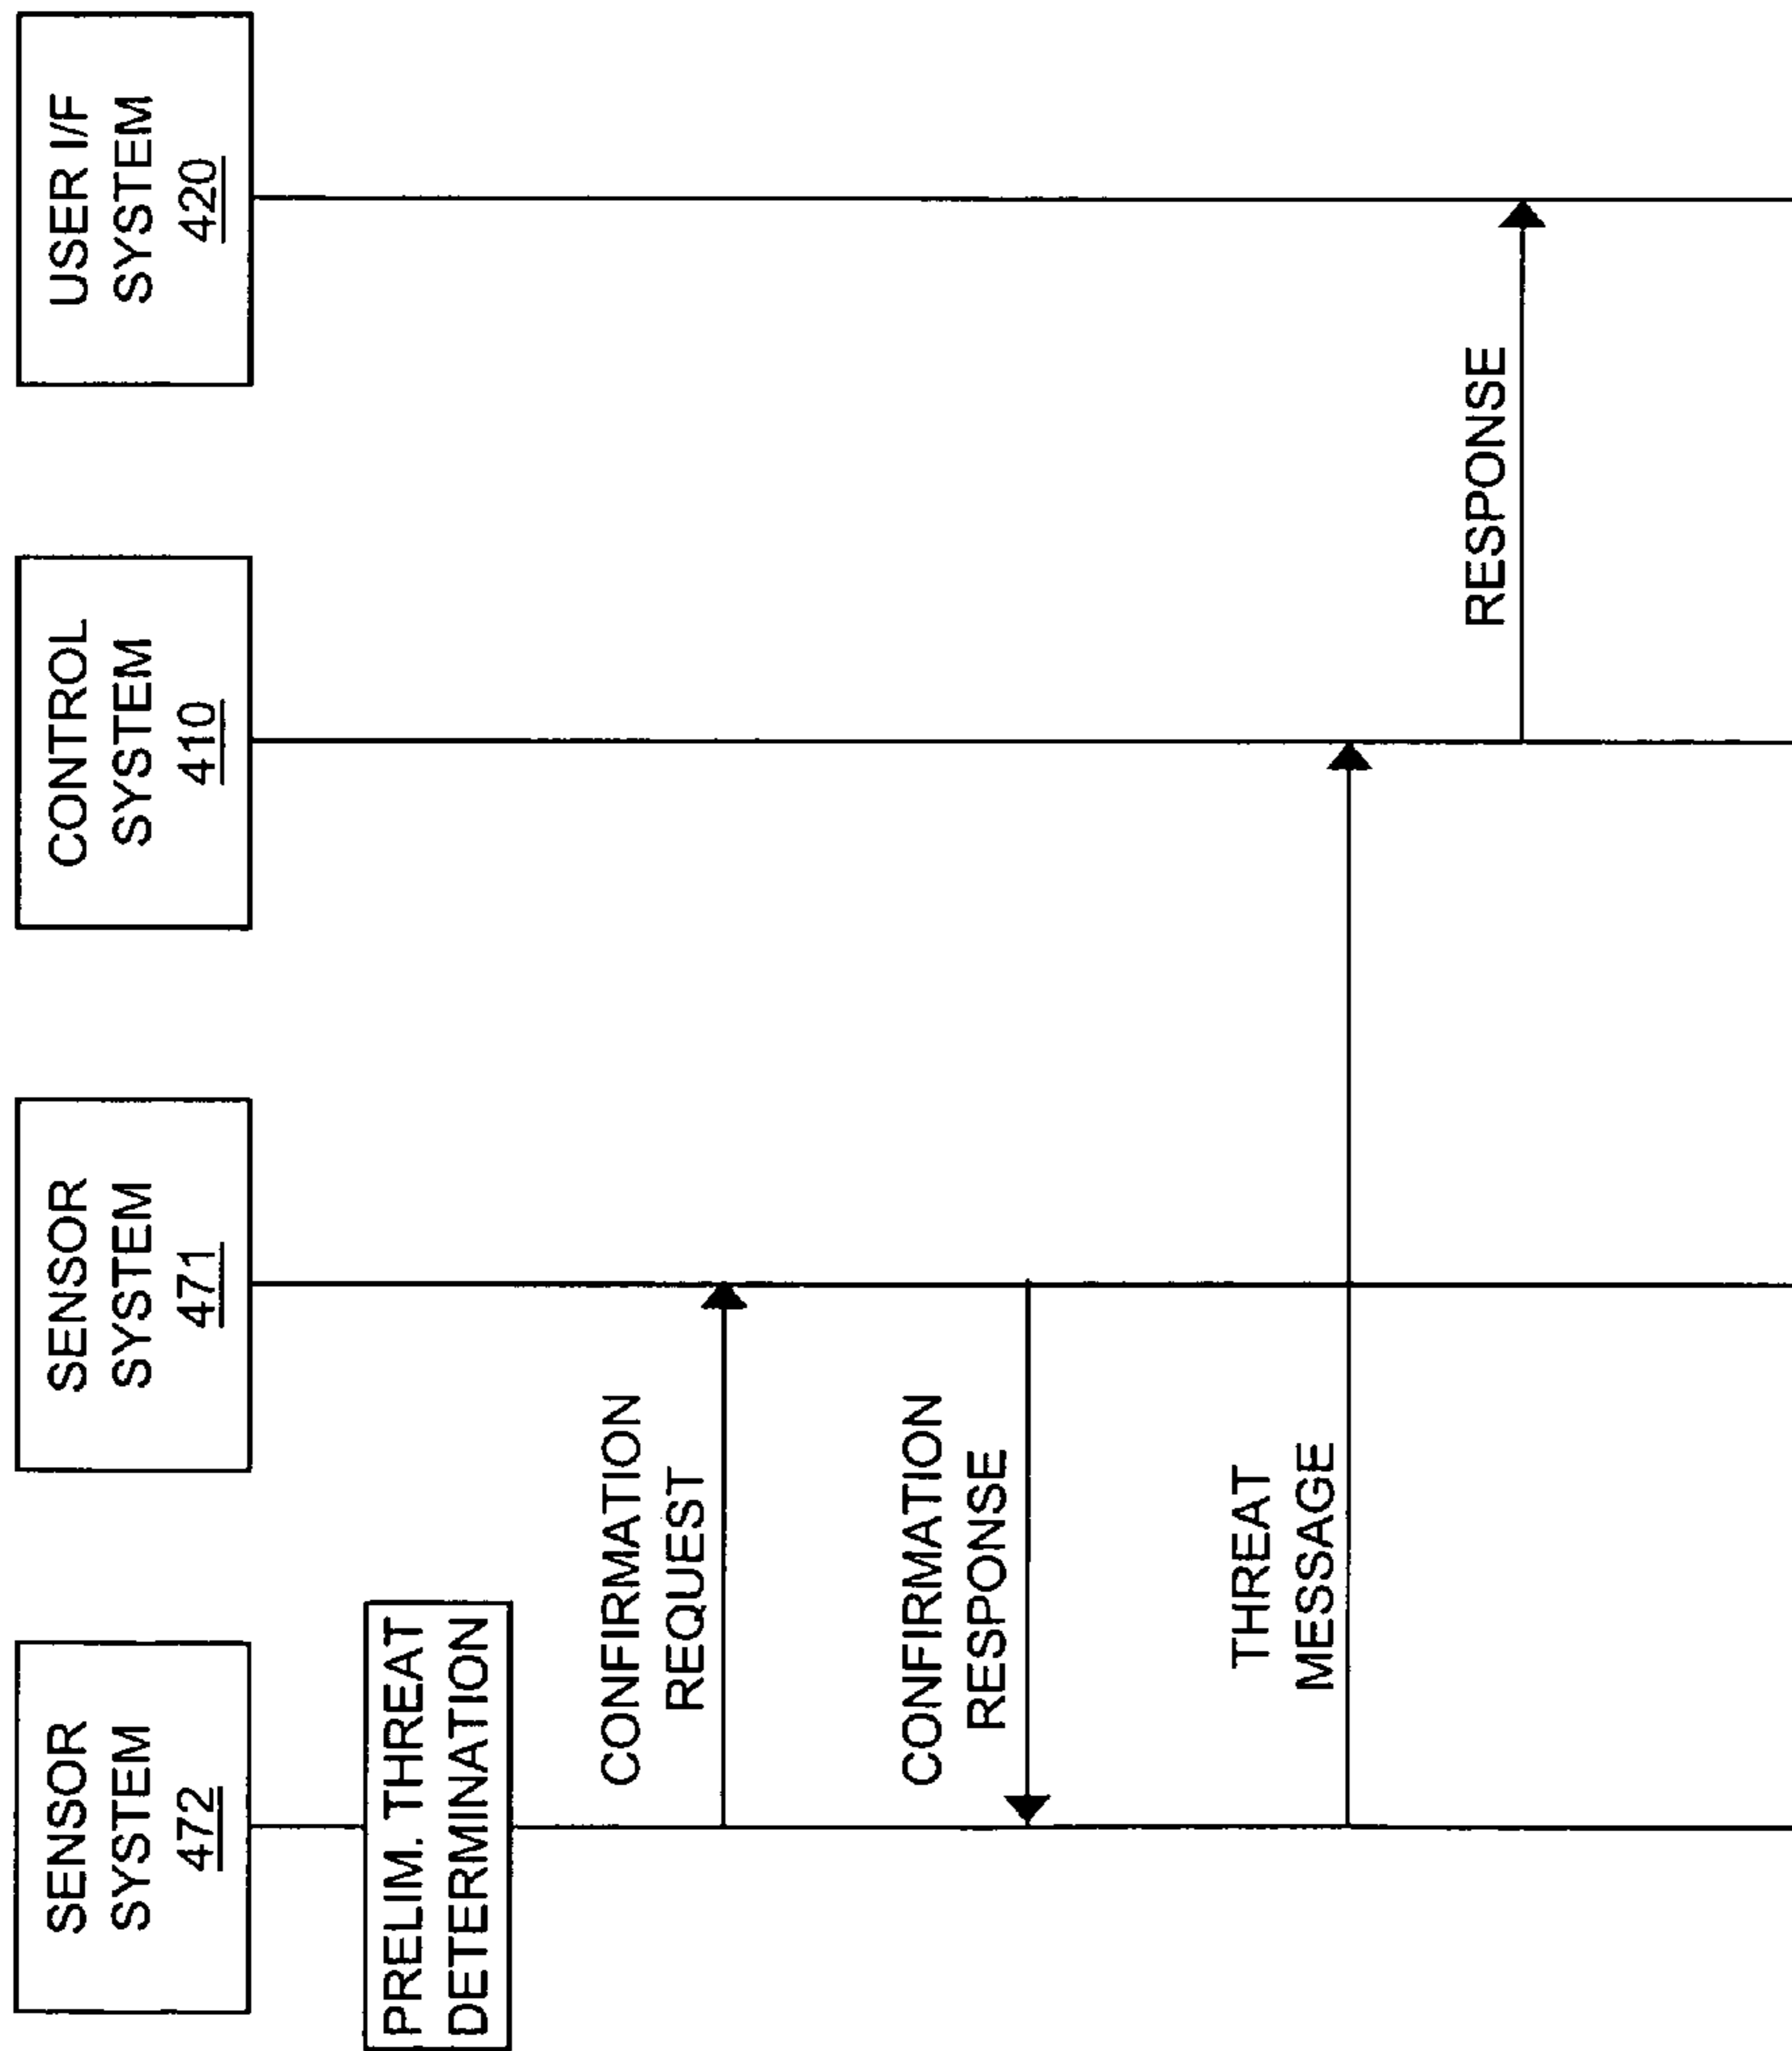 SENSOR
SYSTEM
472
SENSOR
SYSTEM
471
CONTROL
SYSTEM
410
USER I/F
SYSTEM
420
PRELIM. THREAT
DETERMINATION
CONFIRMATION
REQUEST
CONFIRMATION
RESPONSE
THREAT
MESSAGE
RESPONSE